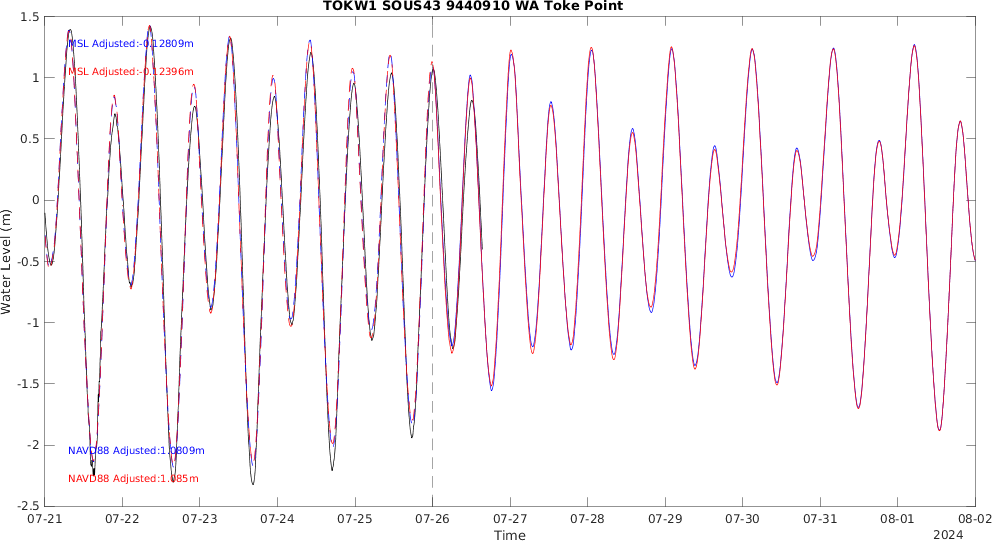 TOKW1 SOUS43 9440910 WA Toke Point
1.5
1
0.5
0
-0.5
-1
-1.5
-2
-2.5
Water Level (m)
MSL Adjusted:-0.12809m
MSL Adjusted:-0.12396m
NAVD88 Adjusted:1.0809m
NAVD88 Adjusted:1.085m
07-21 07-22 07-23 07-24 07-25 07-26 07-27 07-28 07-29 07-30 07-31 08-01 08-02
Time
2024